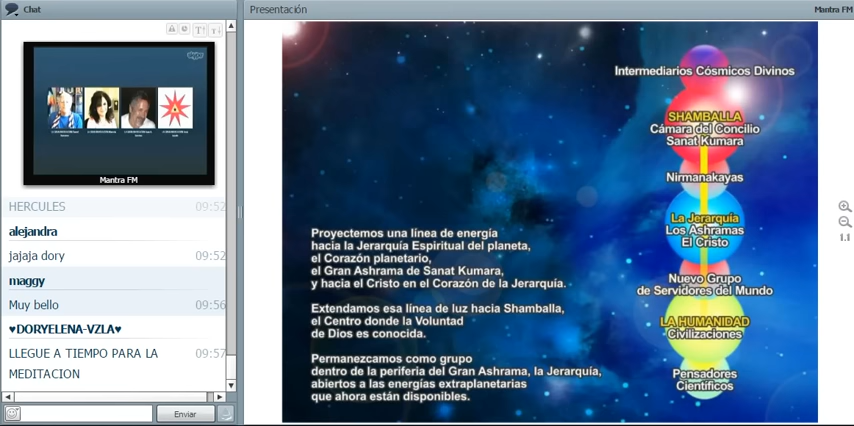 Chat
Presentación
Mantra FM
skype
Mantra FM
HERCULES 09:52
alejandra
jajaja dory 09:52
maggy
Muy bello 09:56
♥DORYELENA-VZLA♥
LLEGUE A TIEMPO PARA LA 09:57
MEDITACION
Enviar
Proyectemos una línea de energía
hacia la Jerarquía Espiritual del planeta,
el Corazón planetario,
el Gran Ashrama de Sanat Kumara,
y hacia el Cristo en el Corazón de la Jerarquía.
Extendamos esa línea de luz hacia Shamballa,
el Centro donde la Voluntad
de Dios es conocida.
Permanezcamos como grupo
dentro de la periferia del Gran Ashrama, la Jerarquía,
abiertos a las energías extraplanetarias
que ahora están disponibles.
Intermediarios Cósmicos Divinos
SHAMBALLA
Cámara del Concilio
Sanat Kumara
Nirmanakayas
La Jerarquía
Los Ashramas
El Cristo
Nuevo Grupo
de Servidores del Mundo
LA HUMANIDAD
Civilizaciones
Pensadores
Científicos
1.1